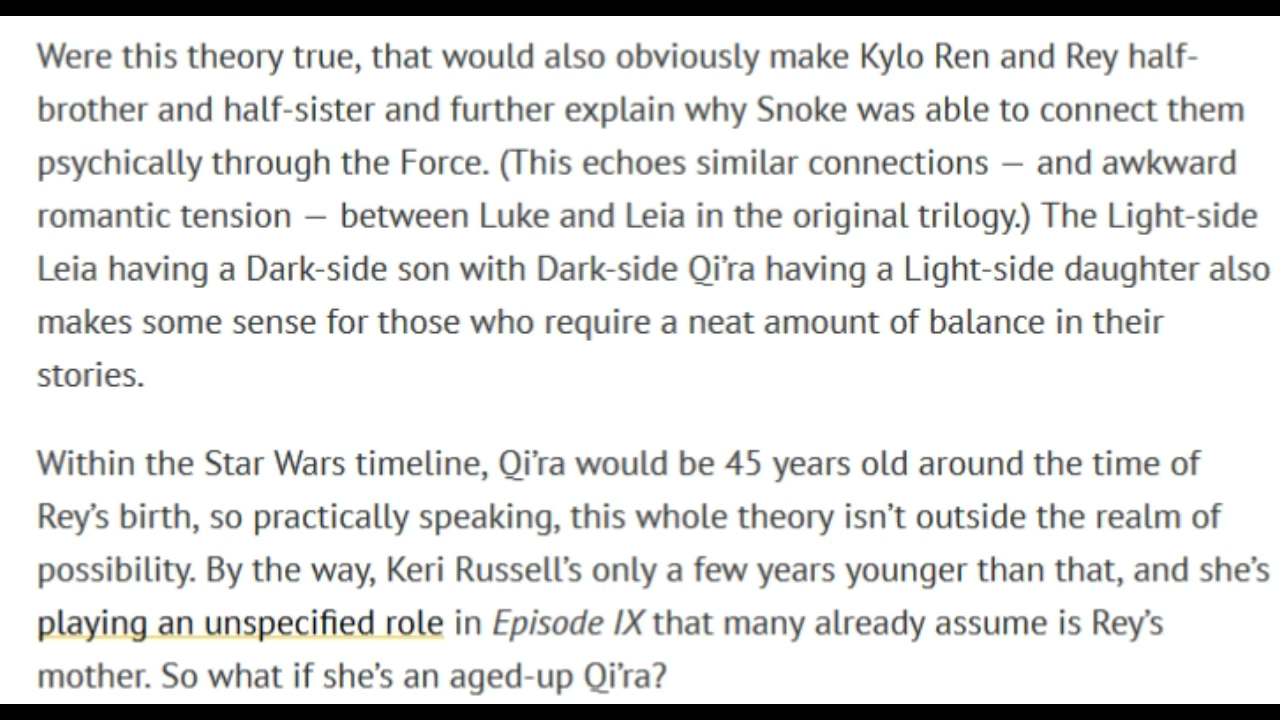 Were this theory true, that would also obviously make Kylo Ren and Rey half-
brother and half-sister and further explain why Snoke was able to connect them
psychically through the Force. (This echoes similar connections — and awkward
romantic tension — between Luke and Leia in the original trilogy.) The Light-side
Leia having a Dark-side son with Dark-side Qi’ra having a Light-side daughter also
makes some sense for those who require a neat amount of balance in their
stories.
Within the Star Wars timeline, Qi’ra would be 45 years old around the time of
Rey’s birth, so practically speaking, this whole theory isn’t outside the realm of
possibility. By the way, Keri Russell’s only a few years younger than that, and she’s
playing an unspecified role in Episode IX that many already assume is Rey’s
mother. So what if she’s an aged-up Qi’ra?